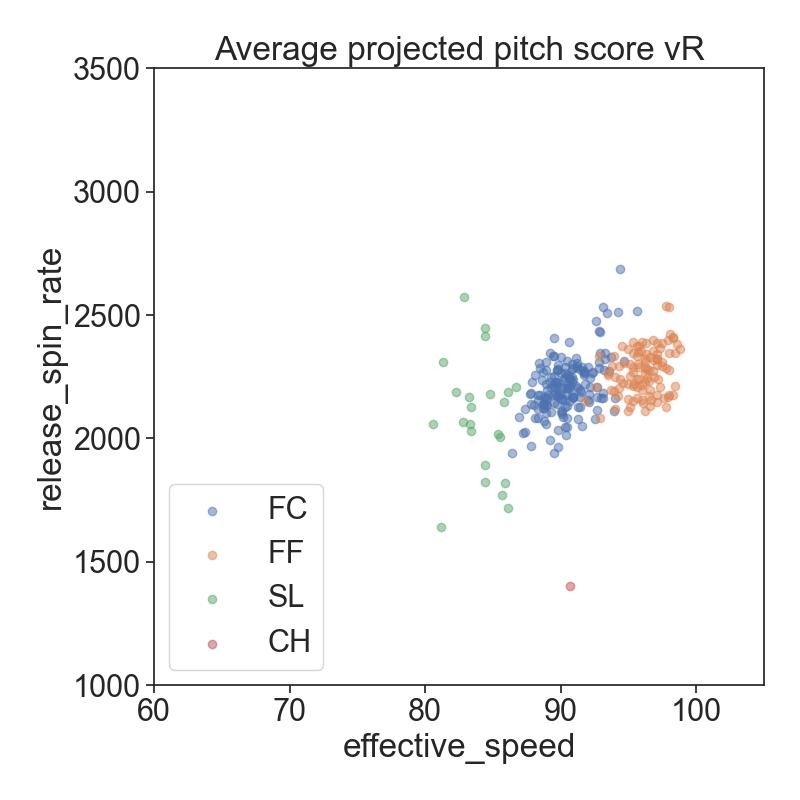 Average projected pitch score vR
3500
3000
2500
2000
1500
1000
release_spin_rate
FC
FF
SL
CH
60 70 80 90 100
effective_speed